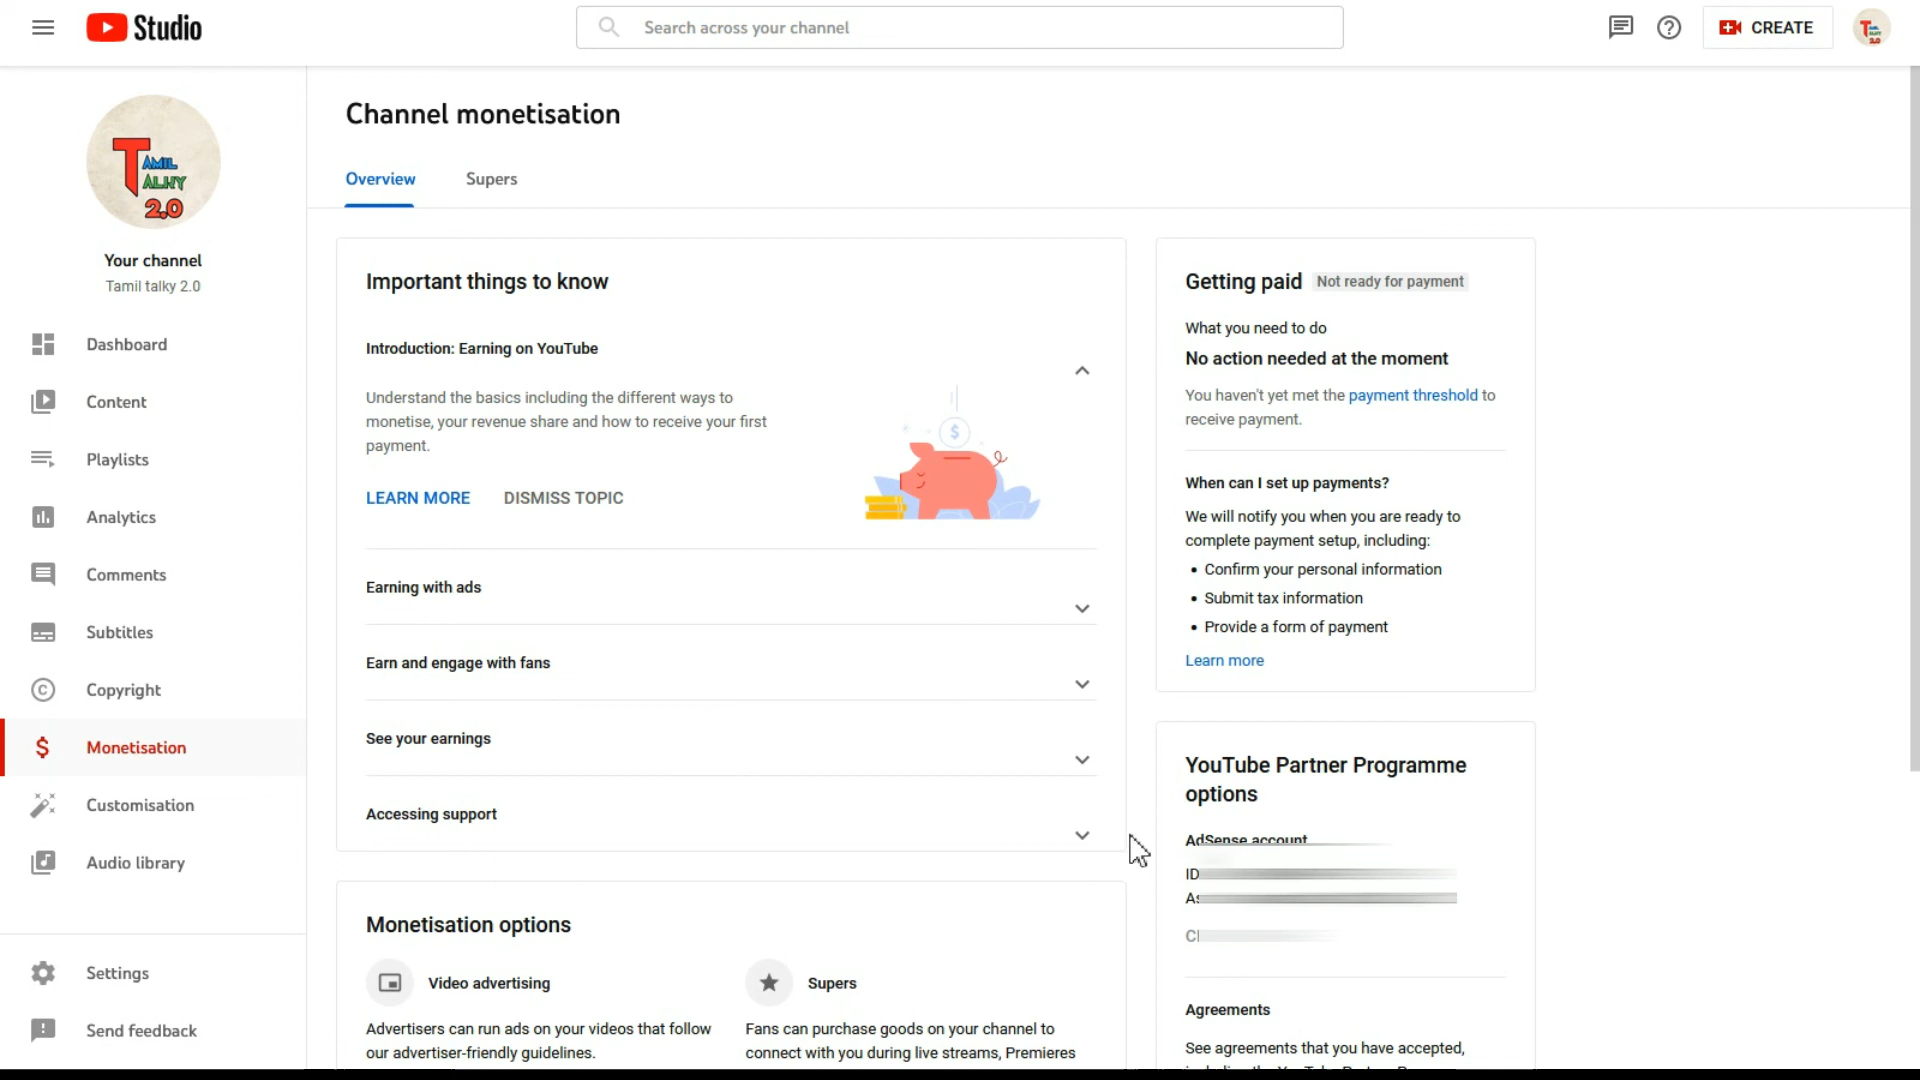 Studio
Search across your channel
CREATE
TAMIL
TALKY
2.0
Your channel
Tamil talky 2.0
Dashboard
Content
Playlists
Analytics
Comments
Subtitles
Copyright
Monetisation
Customisation
Audio library
Settings
Send feedback
Channel monetisation
Overview
Supers
Important things to know
Introduction: Earning on YouTube
Understand the basics including the different ways to
monetise, your revenue share and how to receive your first
payment.
LEARN MORE
DISMISS TOPIC
Earning with ads
Earn and engage with fans
See your earnings
Accessing support
Monetisation options
Video advertising
Advertisers can run ads on your videos that follow
our advertiser-friendly guidelines.
Supers
Fans can purchase goods on your channel to
connect with you during live streams, Premieres
Getting paid
Not ready for payment
What you need to do
No action needed at the moment
You haven't yet met the payment threshold to
receive payment.
When can I set up payments?
We will notify you when you are ready to
complete payment setup, including:
• Confirm your personal information
• Submit tax information
• Provide a form of payment
Learn more
YouTube Partner Programme
options
AdSense account
ID
Agreements
See agreements that you have accepted,